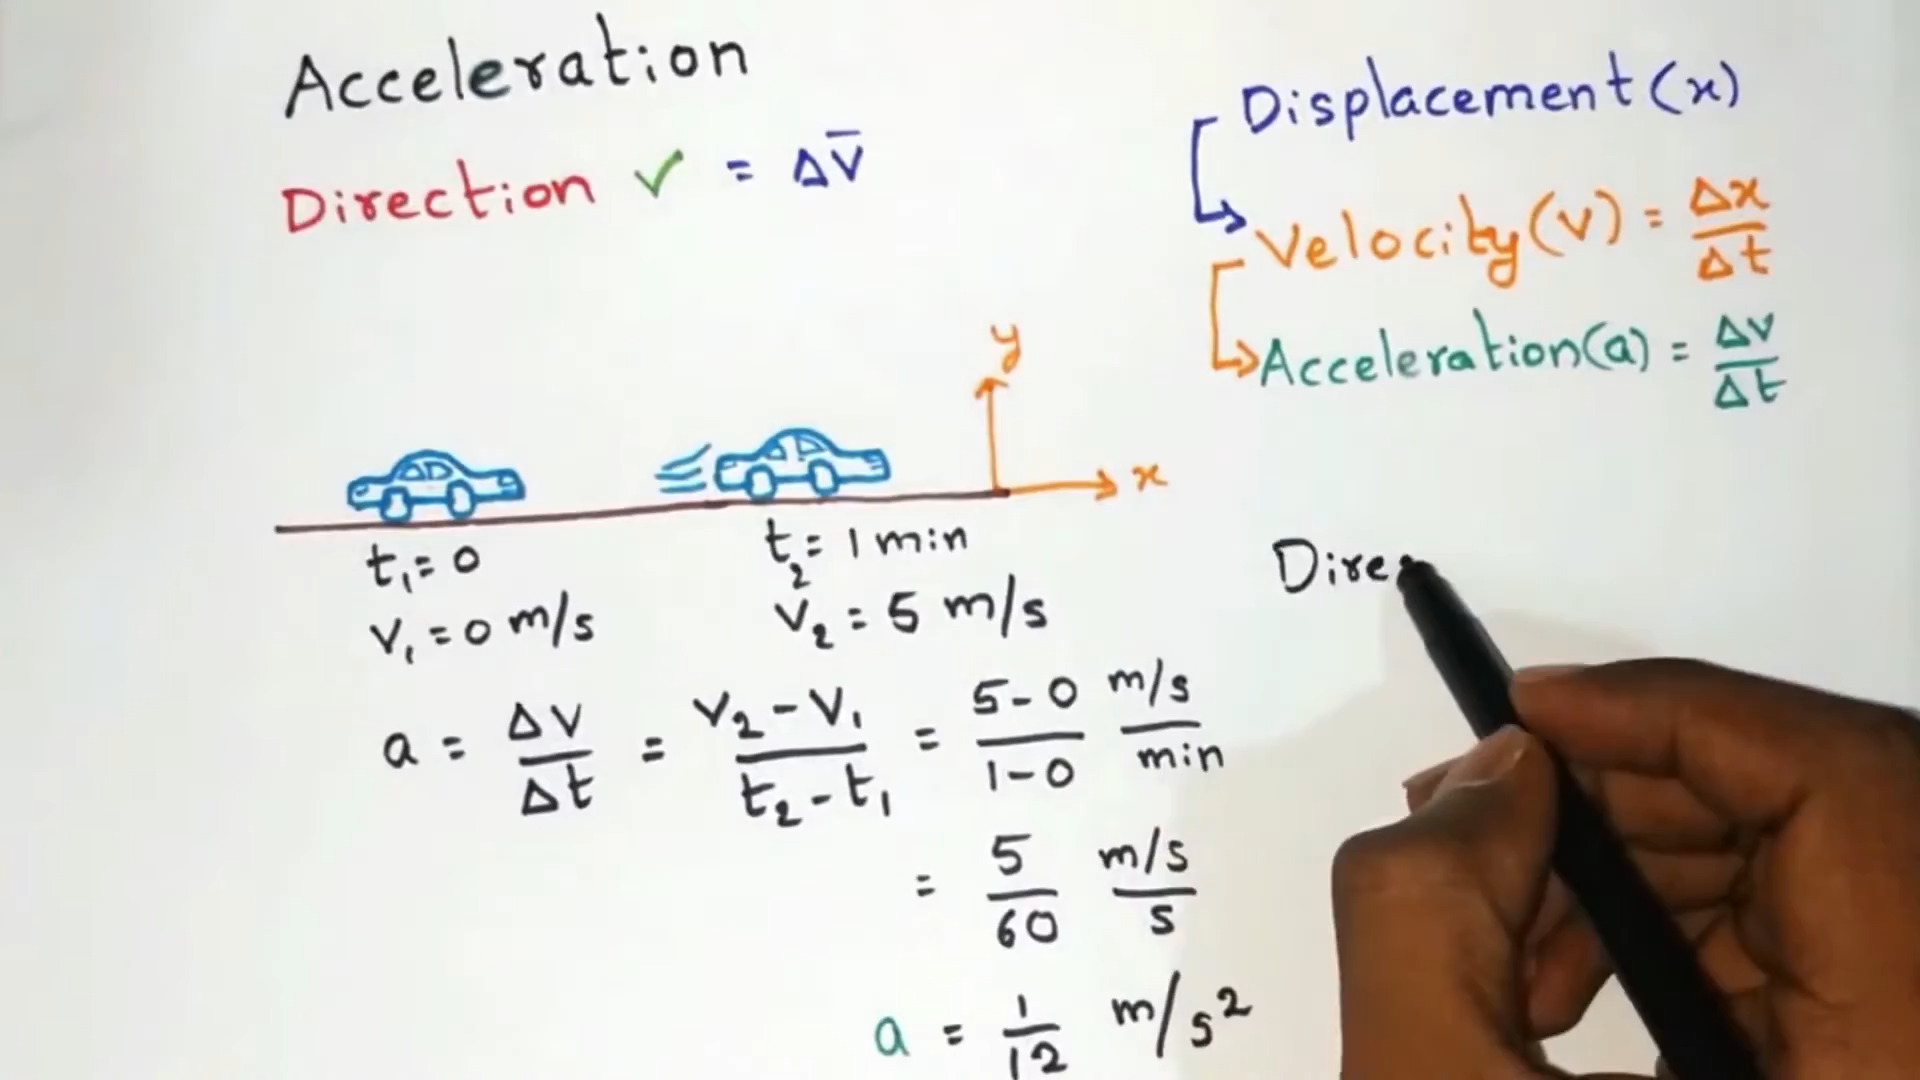 Acceleration
Direction ✓ = Δv̄
Displacement (x)
Velocity (v) = Δx/Δt
Acceleration (a) = Δv/Δt
y
x
t₁ = 0
v₁ = 0 m/s
t₂ = 1 min
v₂ = 5 m/s
Dire
a = Δv/Δt = v₂ - v₁/t₂ - t₁ = 5 - 0/1 - 0 m/s/min
= 5/60 m/s/s
a = 1/12 m/s²